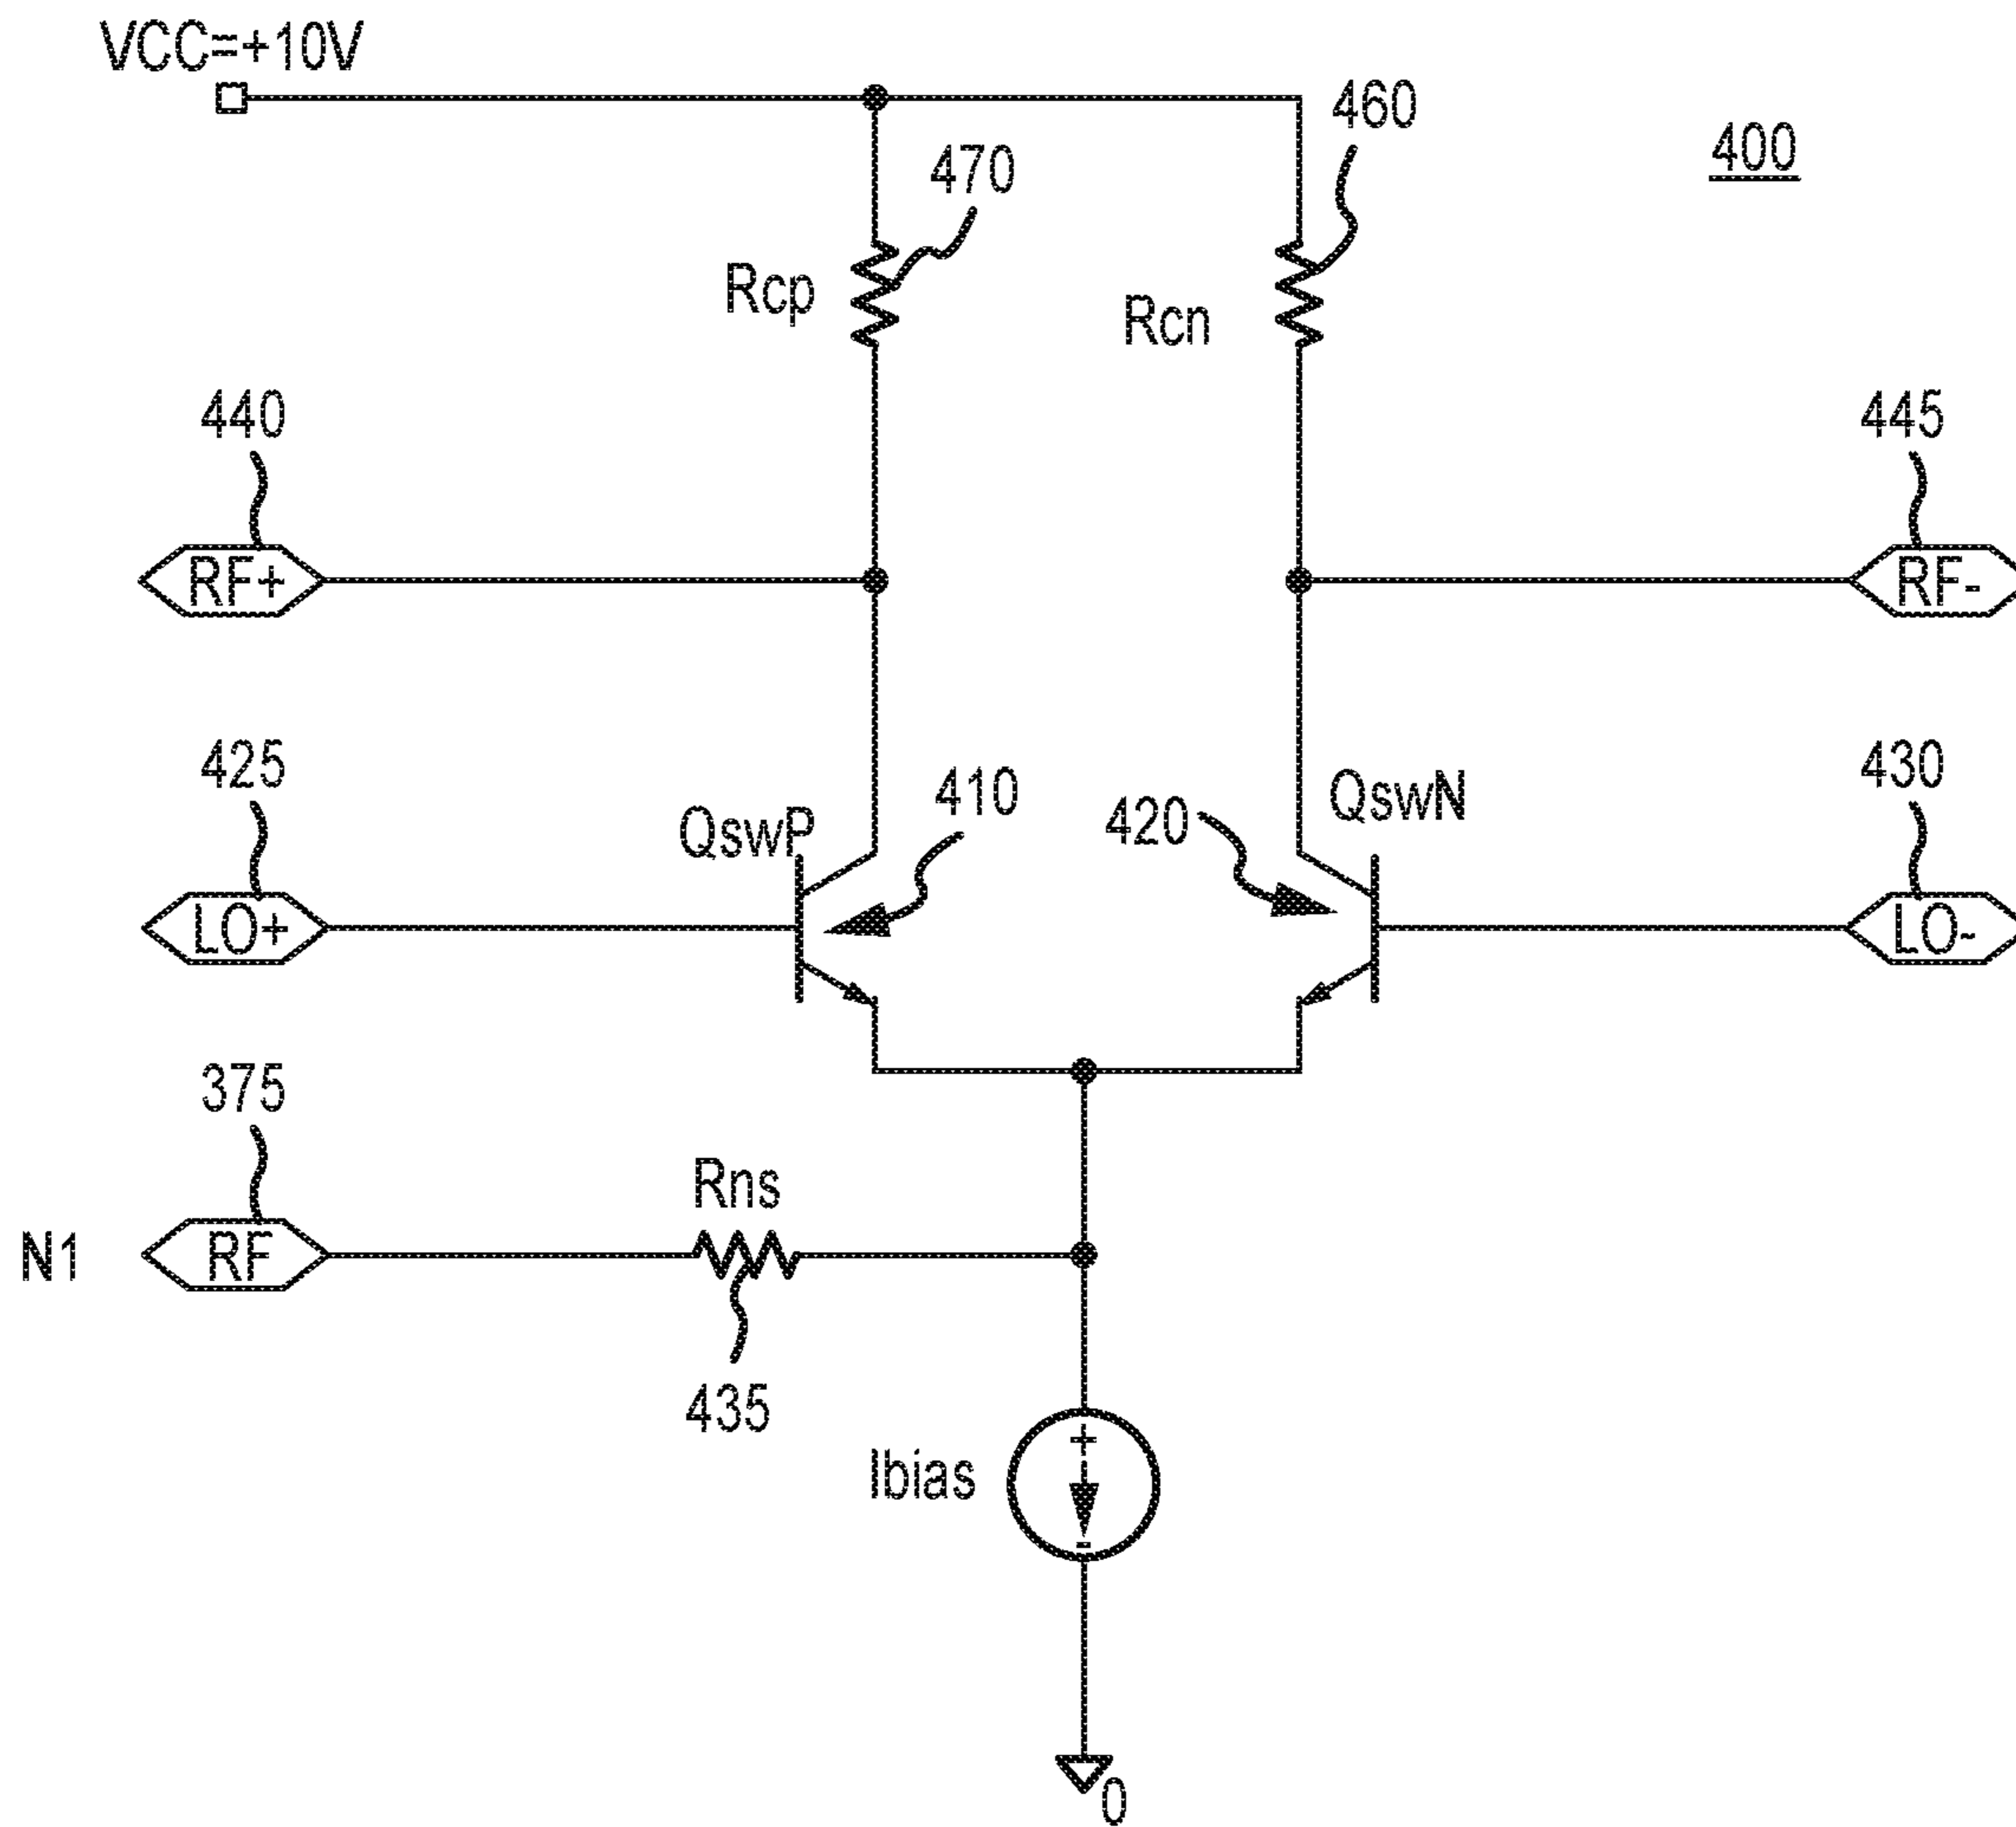 VCC=+10V
460
400
470
Rcp
Rcn
440
445
RF+
RF-
425
430
QswP
410
420
QswN
LO+
LO-
375
Rns
N1
RF
435
Ibias
+
-
0